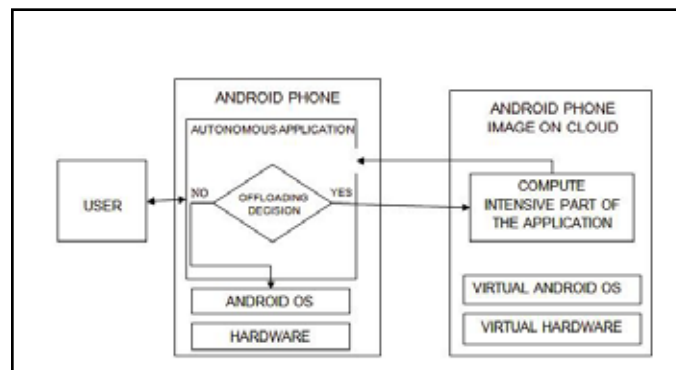 ANDROID PHONE
AUTONOMOUS APPLICATION
USER
NO
YES
OFFLOADING
DECISION
ANDROID OS
HARDWARE
ANDROID PHONE
IMAGE ON CLOUD
COMPUTE
INTENSIVE PART OF
THE APPLICATION
VIRTUAL ANDROID OS
VIRTUAL HARDWARE